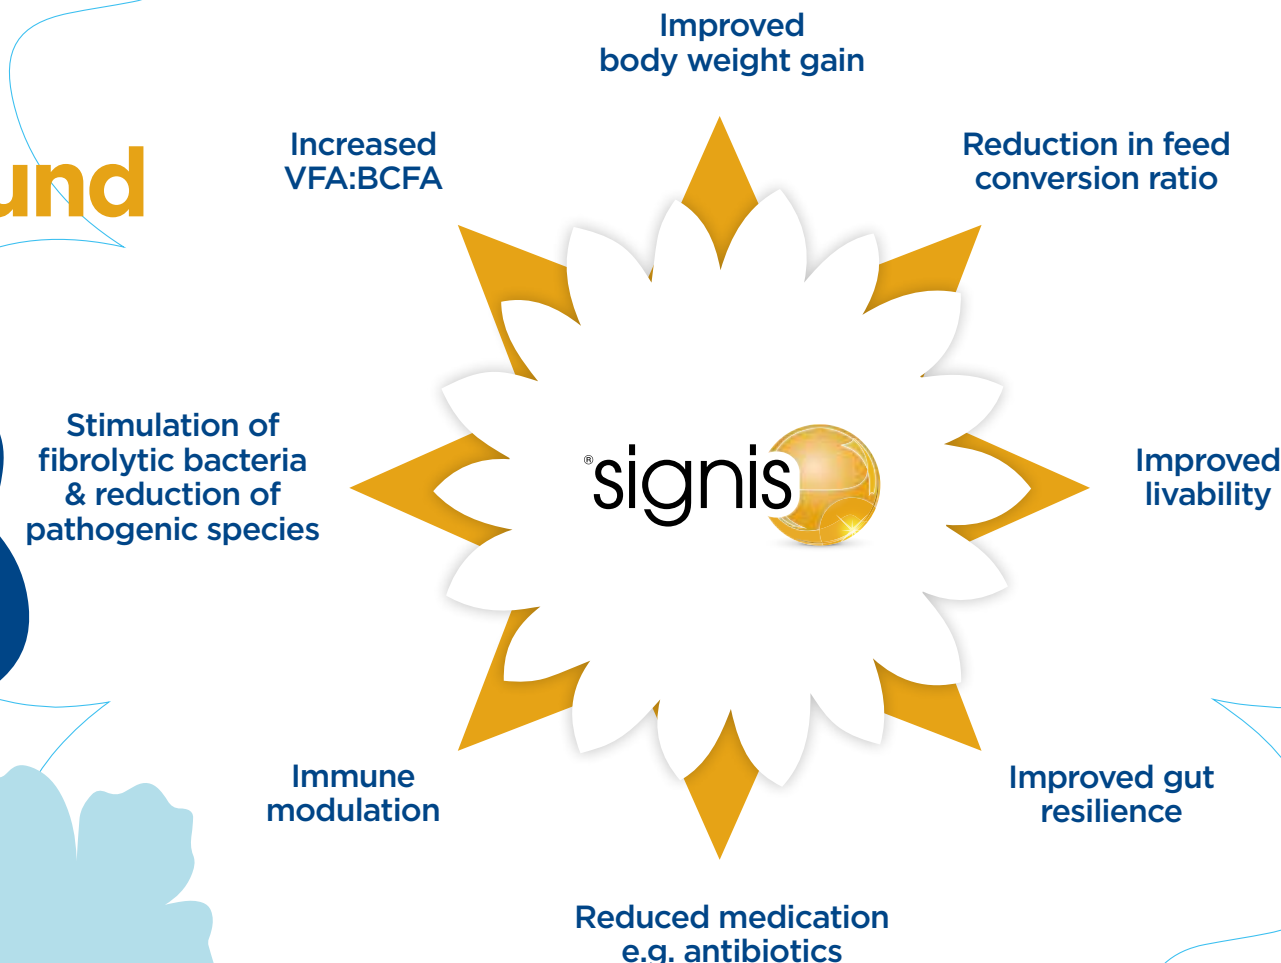 Improved
body weight gain
Increased
VFA:BCFA
Reduction in feed
conversion ratio
und
Stimulation of
fibrolytic bacteria
& reduction of
pathogenic species
®signis
Improved
livability
Immune
modulation
Improved gut
resilience
Reduced medication
e.g. antibiotics